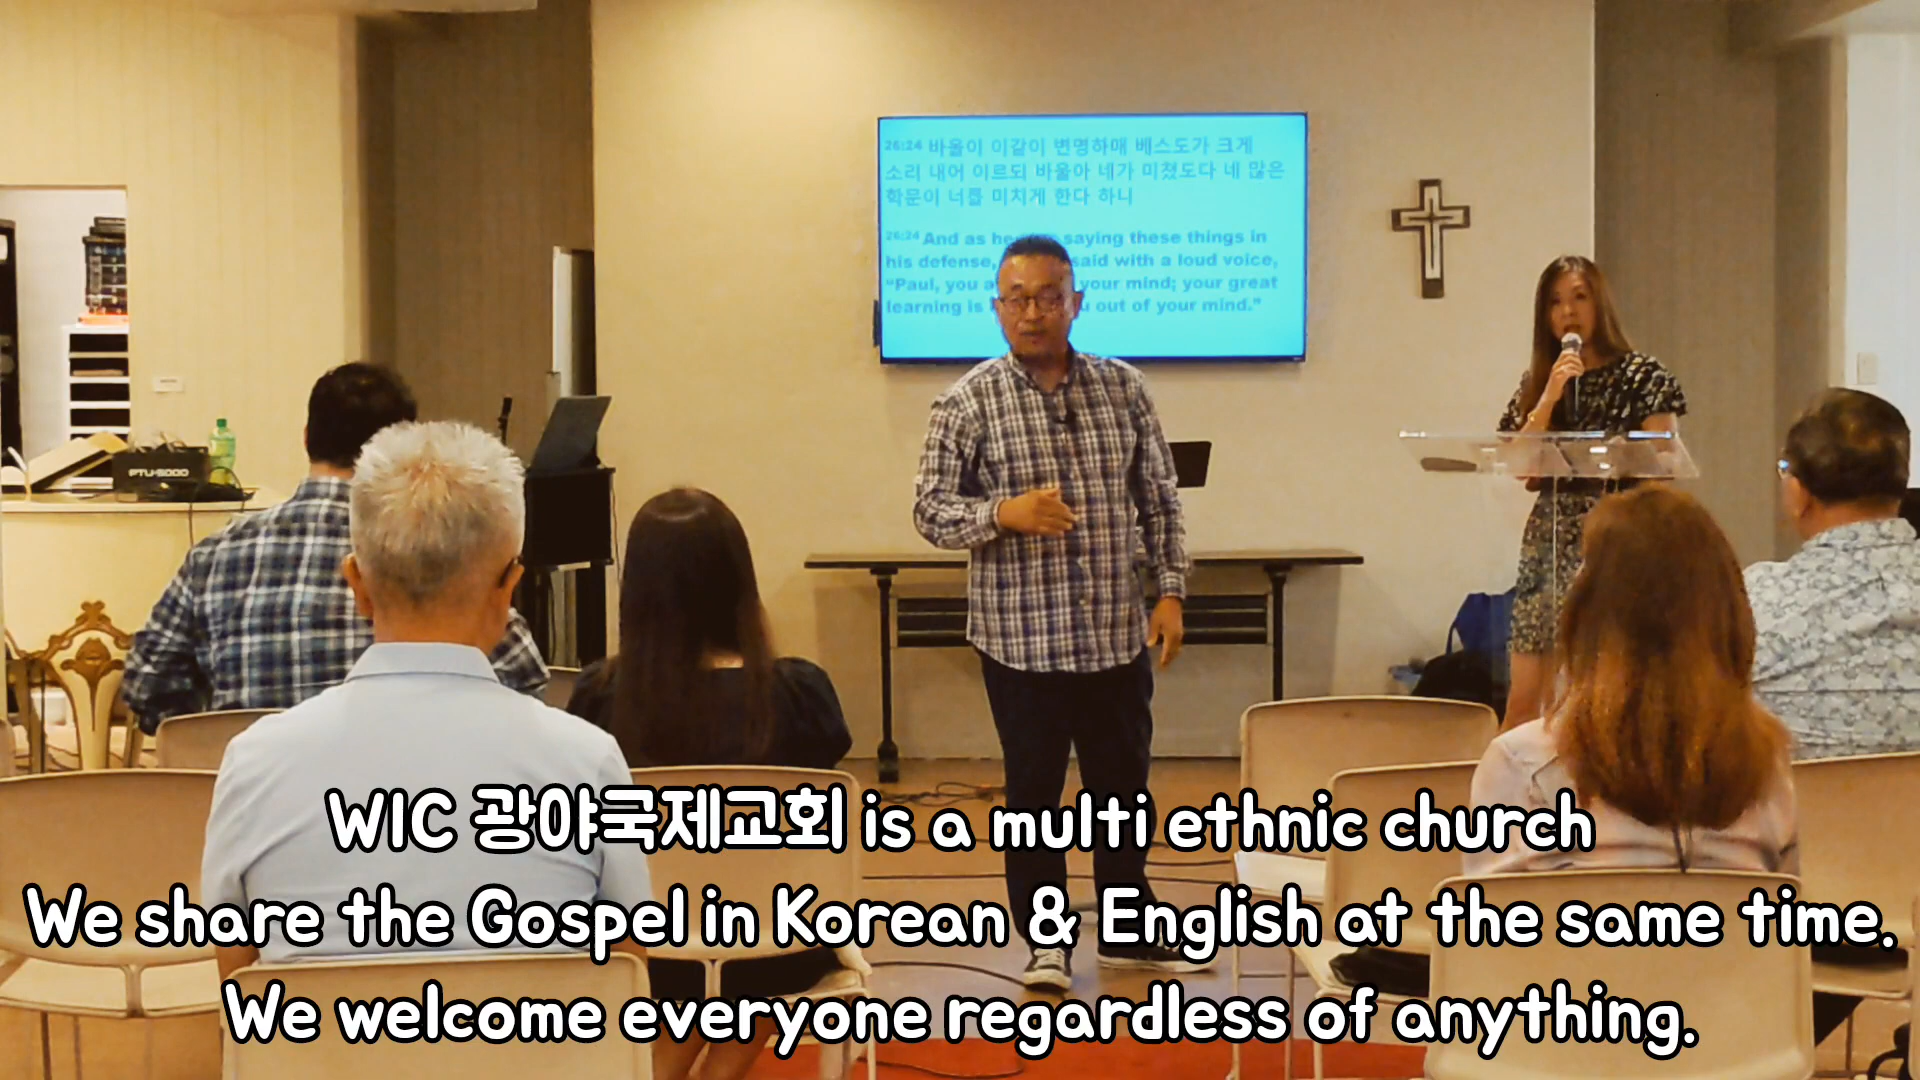 26:24 바울이 이같이 변명하매 베스도가 크게
소리 내어 이르되 바울아 네가 미쳤도다 네 많은
학문이 너를 미치게 한다 하니
26:24 And as he saying these things in
his defense, said with a loud voice,
"Paul, you a your mind; your great
learning is out of your mind."
PTU-6000
WIC 광야국제교회 is a multi ethnic church
We share the Gospel in Korean & English at the same time.
We welcome everyone regardless of anything.